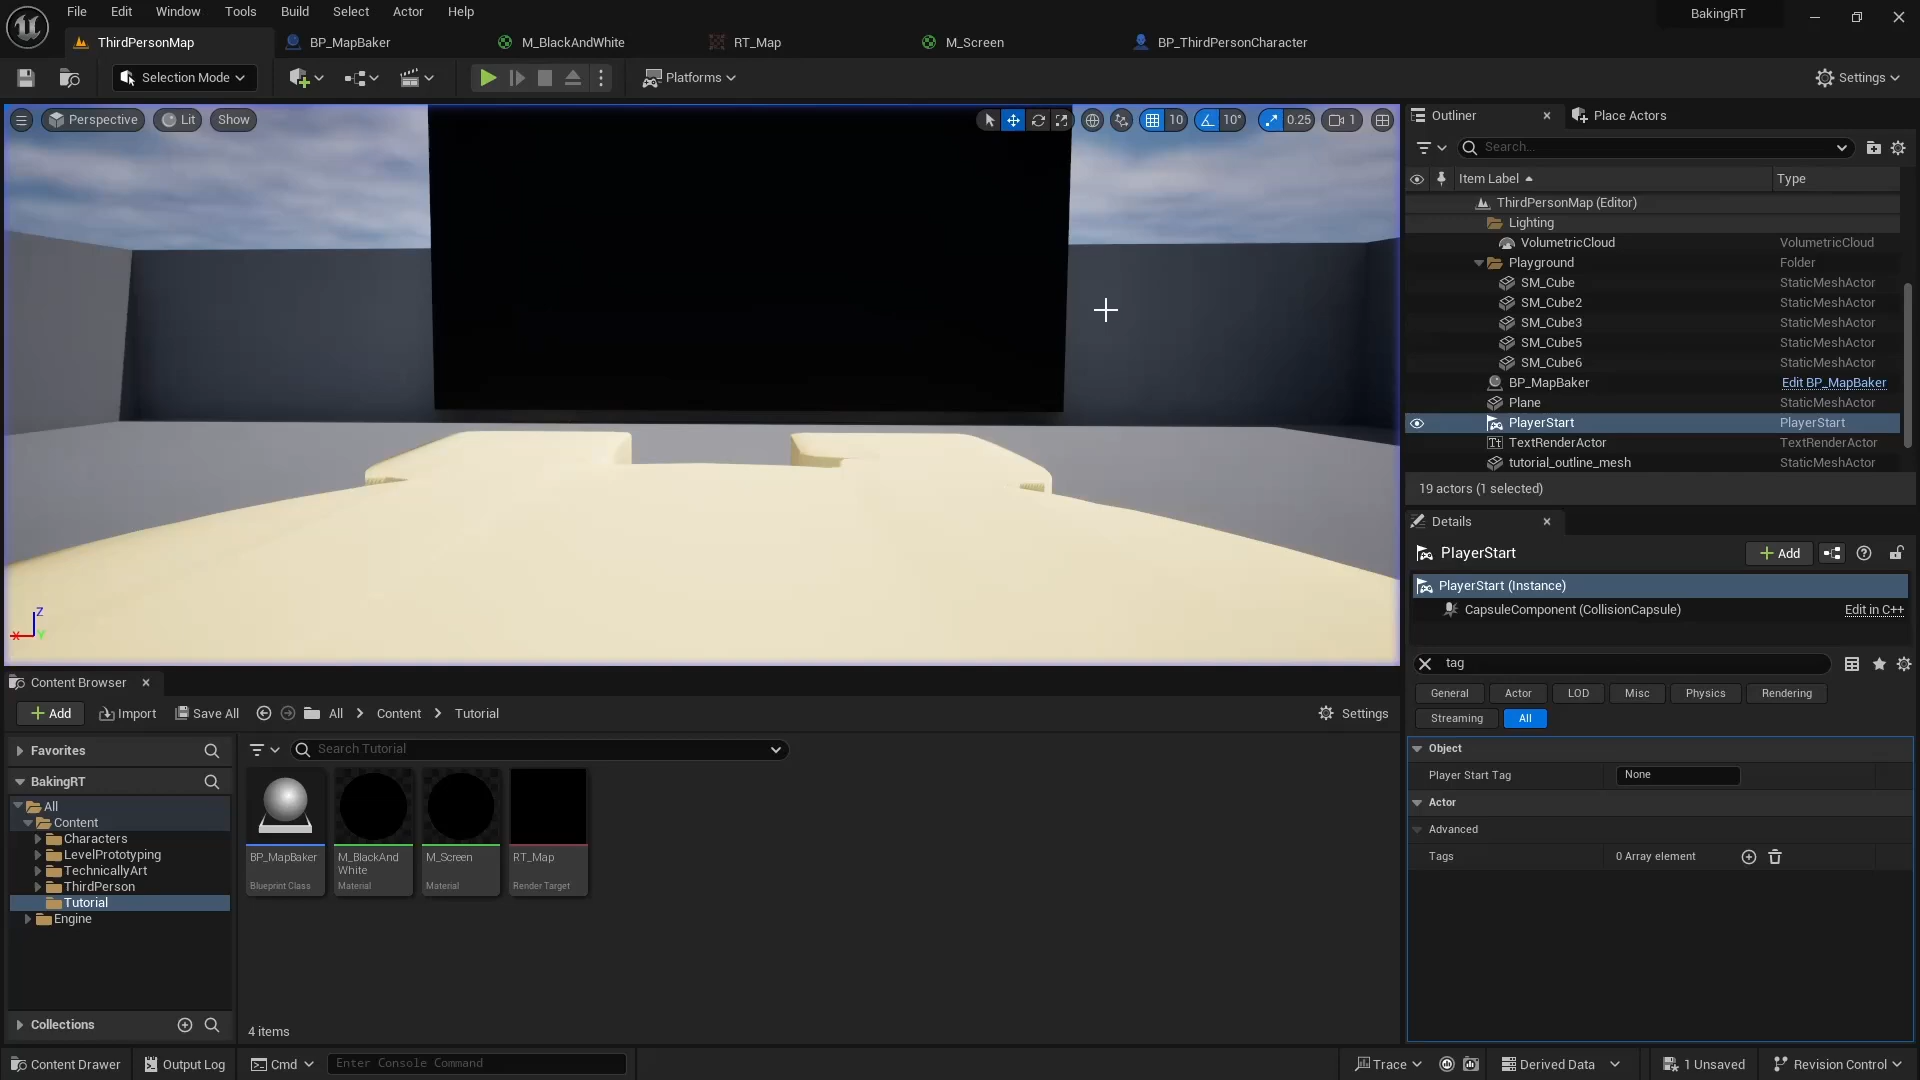 File Edit Window Tools Build Select Actor Help
BakingRT
ThirdPersonMap BP_MapBaker M_BlackAndWhite RT_Map M_Screen BP_ThirdPersonCharacter
Selection Mode Platforms Settings
Perspective Lit Show 10 10° 0.25 1
Outliner Place Actors
Search...
Item Label Type
ThirdPersonMap (Editor)
Lighting
VolumetricCloud VolumetricCloud
Playground Folder
SM_Cube StaticMeshActor
SM_Cube2 StaticMeshActor
SM_Cube3 StaticMeshActor
SM_Cube5 StaticMeshActor
SM_Cube6 StaticMeshActor
BP_MapBaker Edit BP_MapBaker
Plane StaticMeshActor
PlayerStart PlayerStart
TextRenderActor TextRenderActor
tutorial_outline_mesh StaticMeshActor
19 actors (1 selected)
Details
PlayerStart Add
PlayerStart (Instance)
CapsuleComponent (CollisionCapsule) Edit in C++
tag
General Actor LOD Misc Physics Rendering
Streaming All
Object
Player Start Tag None
Actor
Advanced
Tags 0 Array element
Z
X Y
Content Browser
Add Import Save All All Content Tutorial Settings
Favorites
BakingRT
All
Content
Characters
LevelPrototyping
TechnicallyArt
ThirdPerson
Tutorial
Engine
Collections
Search Tutorial
BP_MapBaker
Blueprint Class
M_BlackAnd
White
Material
M_Screen
Material
RT_Map
Render Target
4 items
Content Drawer Output Log Cmd Enter Console Command Trace Derived Data 1 Unsaved Revision Control